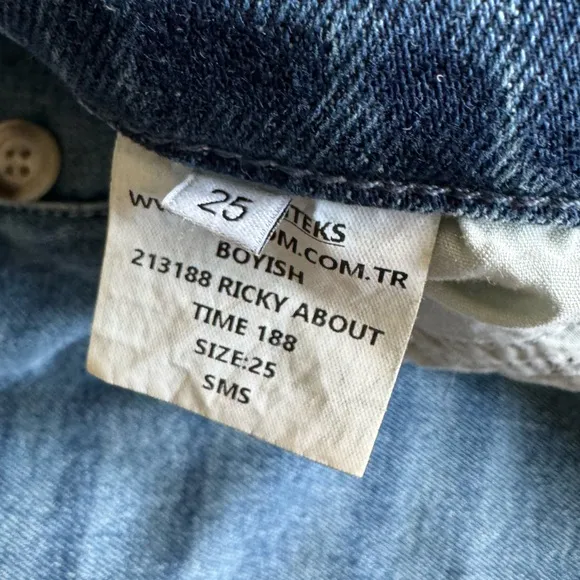 25
BOYISH
213188 RICKY ABOUT
TIME 188
SIZE:25
SMS